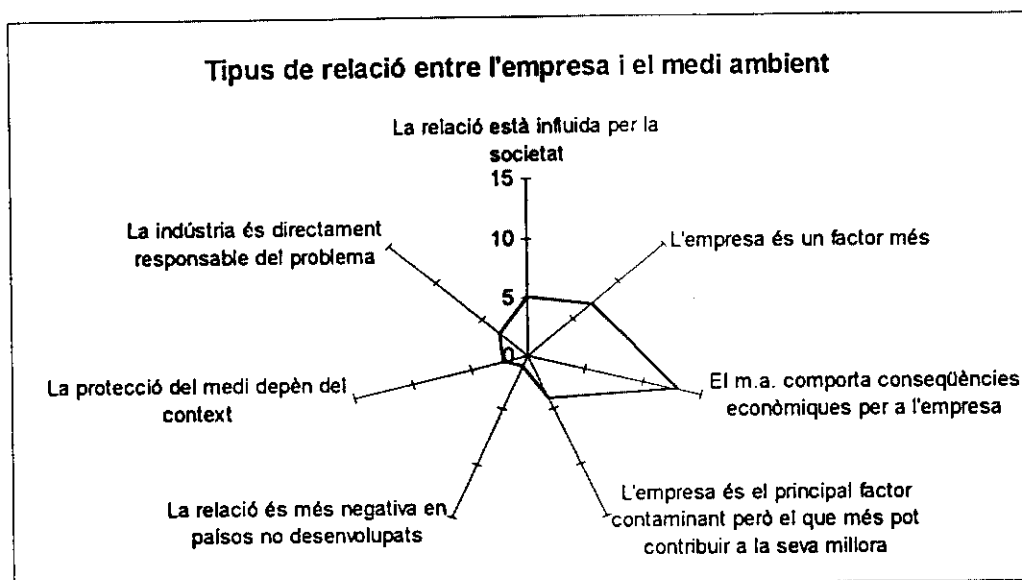 Tipus de relació entre l'empresa i el medi ambient
La relació està influida per la
societat
15
10
5
0
L'empresa és un factor més
El m.a. comporta conseqüències
econòmiques per a l'empresa
L'empresa és el principal factor
contaminant però el que més pot
contribuir a la seva millora
La relació és més negativa en
països no desenvolupats
La protecció del medi depèn del
context
La indústria és directament
responsable del problema